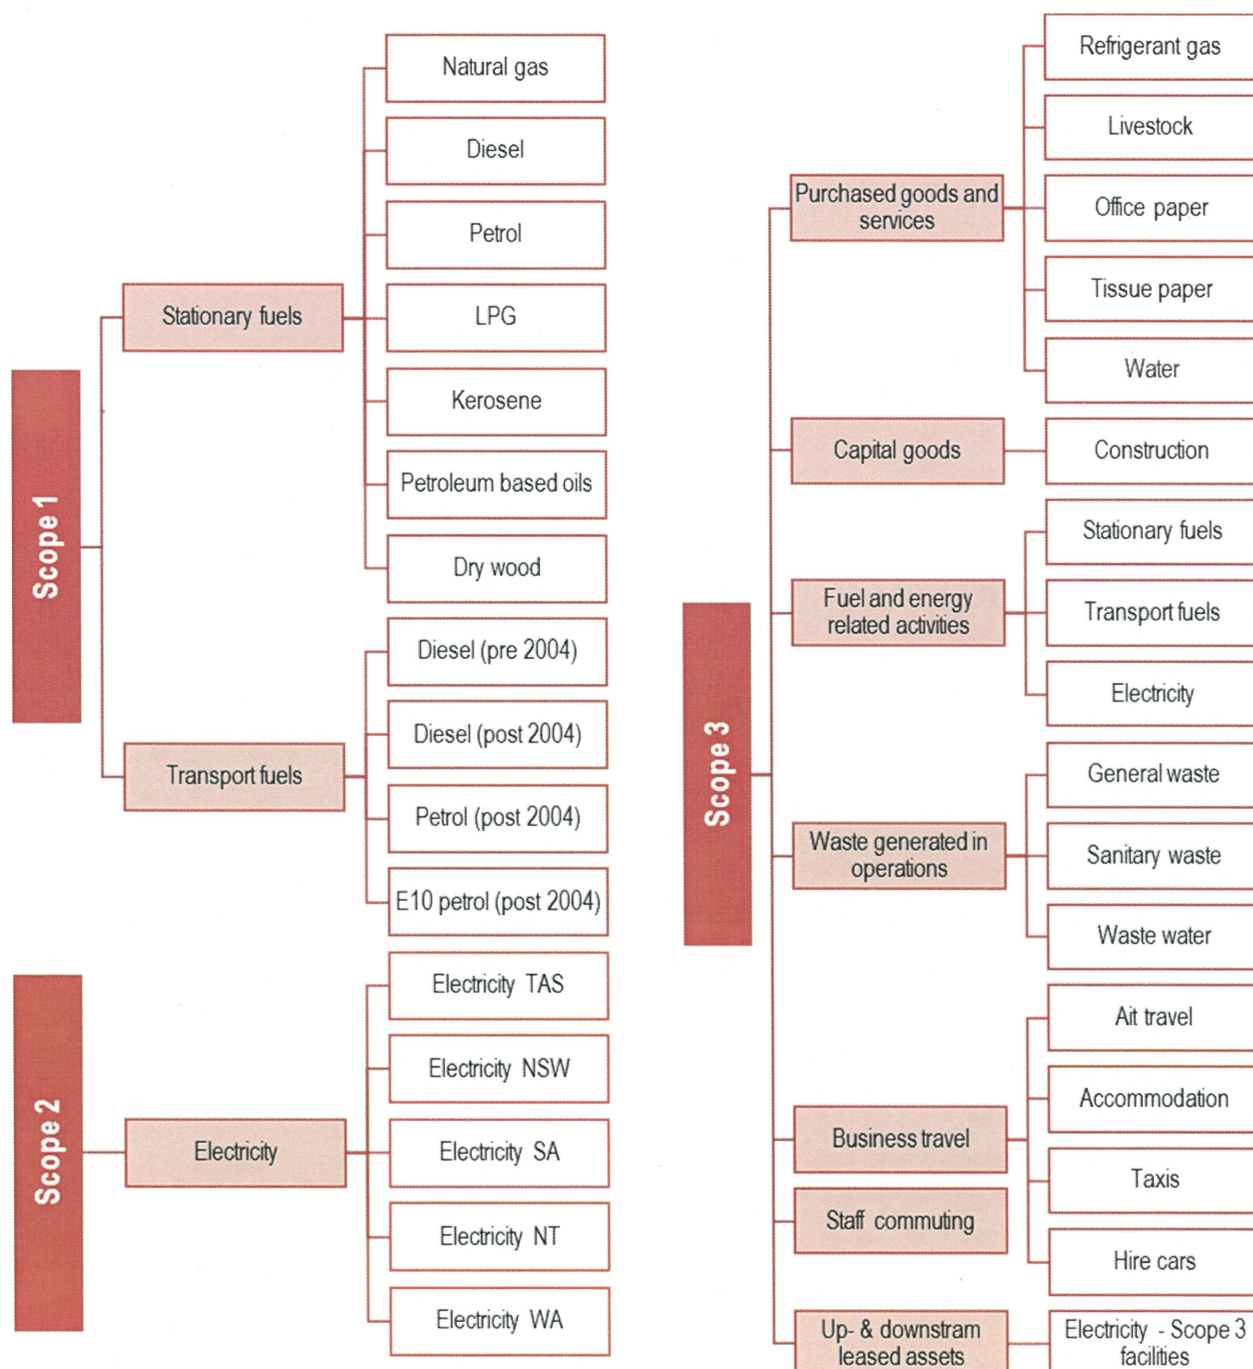 Scope 1
Stationary fuels
Natural gas
Diesel
Petrol
LPG
Kerosene
Petroleum based oils
Dry wood
Transport fuels
Diesel (pre 2004)
Diesel (post 2004)
Petrol (post 2004)
E10 petrol (post 2004)
Scope 2
Electricity
Electricity TAS
Electricity NSW
Electricity SA
Electricity NT
Electricity WA
Scope 3
Purchased goods and
services
Refrigerant gas
Livestock
Office paper
Tissue paper
Water
Capital goods
Construction
Fuel and energy
related activities
Stationary fuels
Transport fuels
Electricity
Waste generated in
operations
General waste
Sanitary waste
Waste water
Business travel
Ait travel
Accommodation
Taxis
Hire cars
Staff commuting
Up- & downstram
leased assets
Electricity - Scope 3
facilities